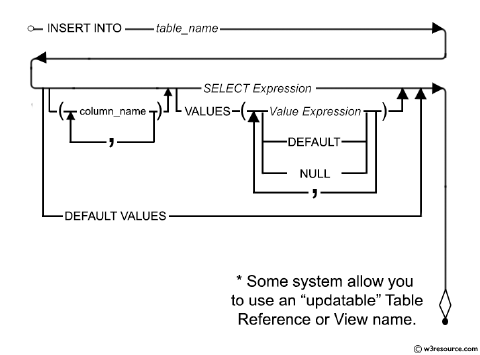 INSERT INTO table_name
SELECT Expression
( column_name ) VALUES ( Value Expression )
,
DEFAULT
NULL
,
DEFAULT VALUES
* Some system allow you
to use an “updatable” Table
Reference or View name.
© w3resource.com